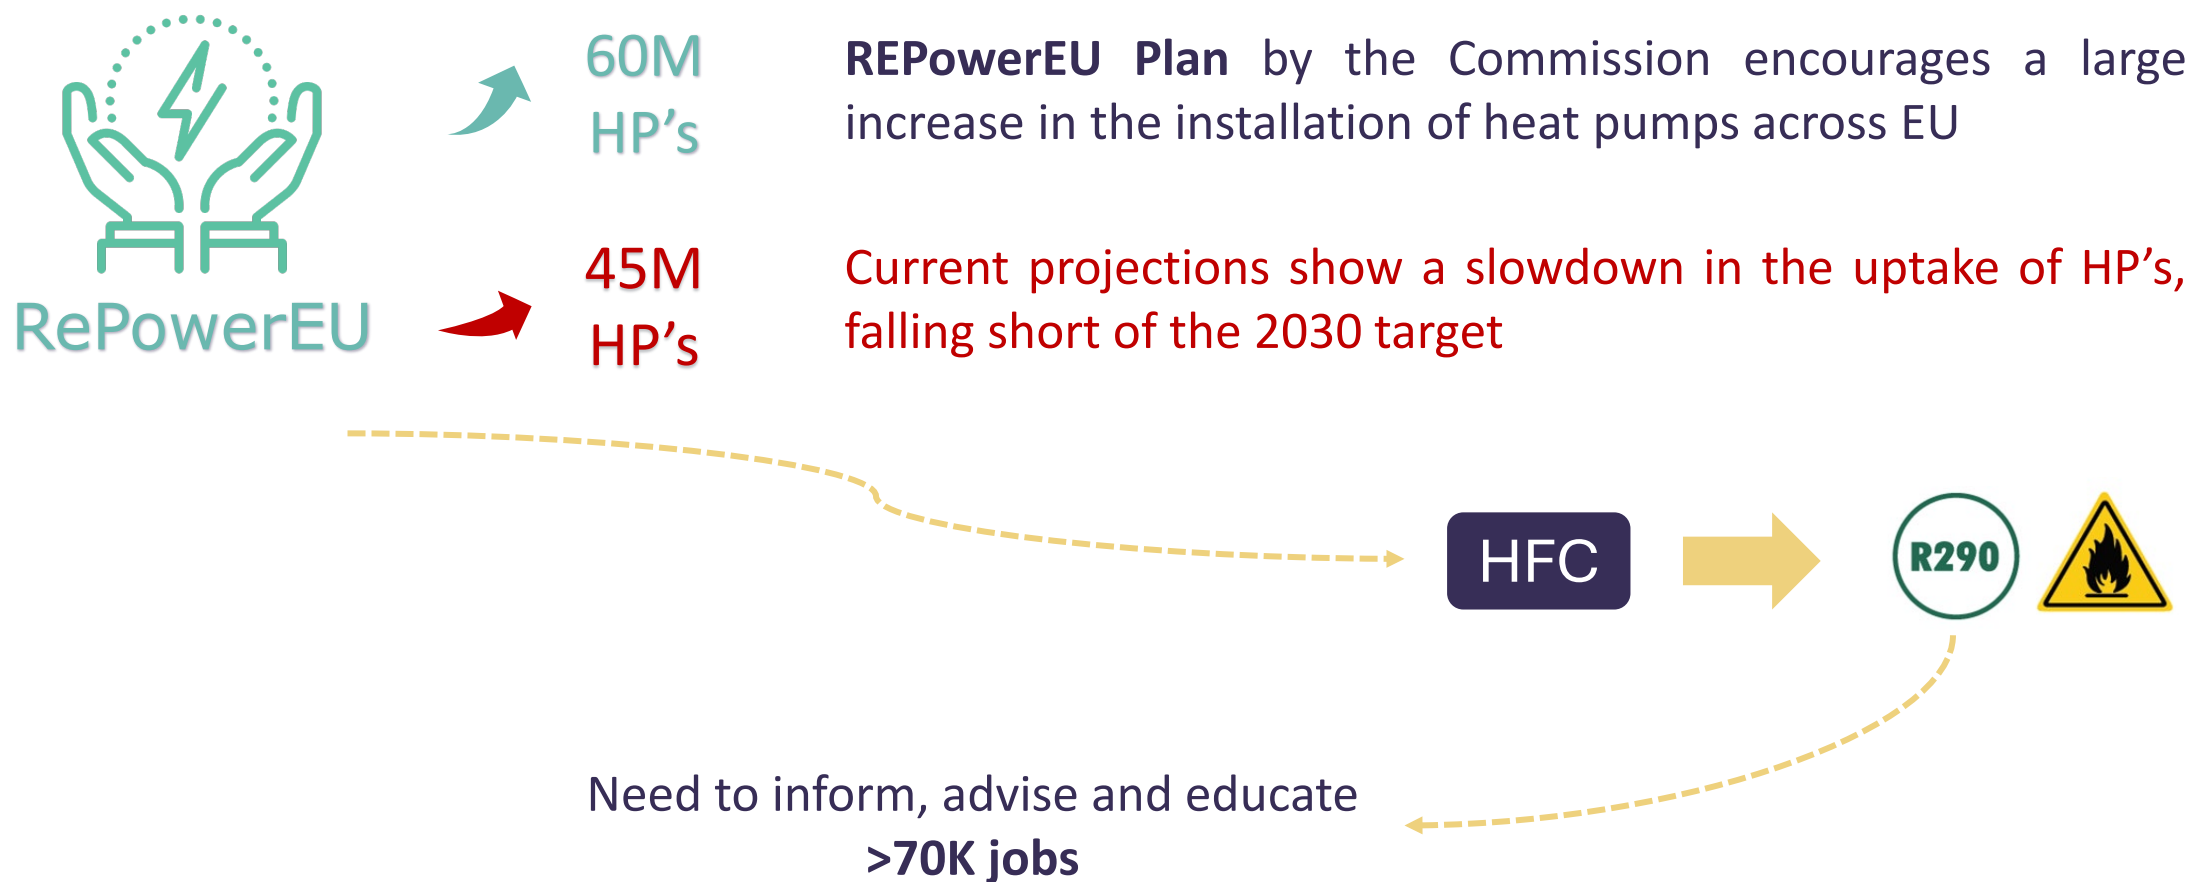 60M
HP’s
REPowerEU Plan by the Commission encourages a large
increase in the installation of heat pumps across EU
RePowerEU
45M
HP’s
Current projections show a slowdown in the uptake of HP’s,
falling short of the 2030 target
HFC
R290
Need to inform, advise and educate
>70K jobs